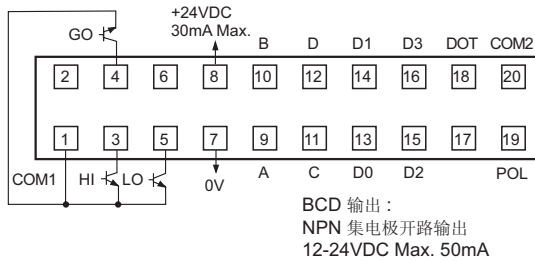 +24VDC
30mA Max.
GO
B D D1 D3 DOT COM2
2 4 6 8 10 12 14 16 18 20
1 3 5 7 9 11 13 15 17 19
COM1 HI LO 0V A C D0 D2 POL
BCD 输出 :
NPN 集电极开路输出
12-24VDC Max. 50mA